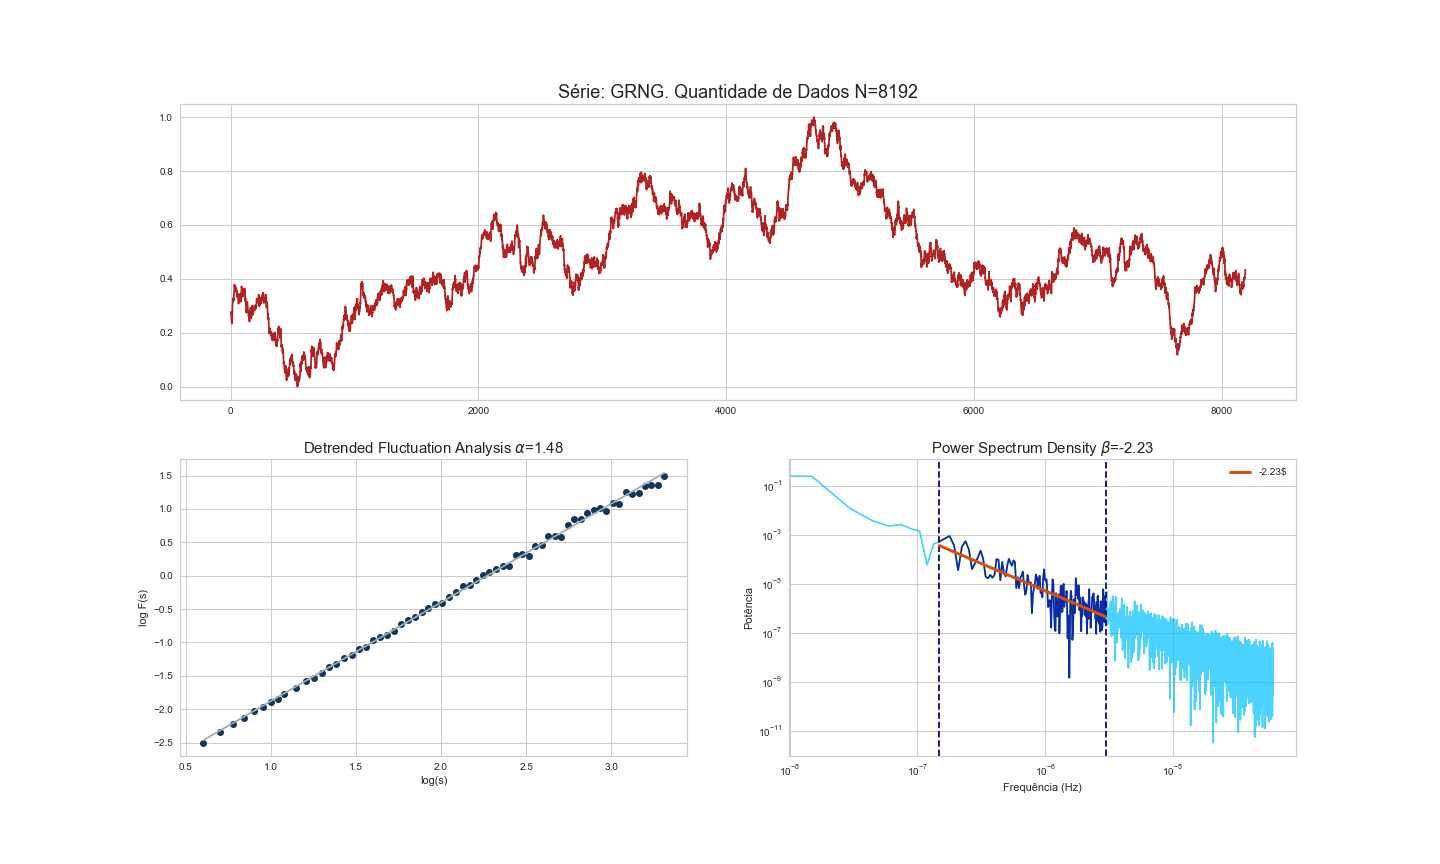 Série: GRNG. Quantidade de Dados N=8192
1.0
0.8
0.6
0.4
0.2
0.0
0 2000 4000 6000 8000
Detrended Fluctuation Analysis α=1.48
log F(s)
1.5
1.0
0.5
0.0
−0.5
−1.0
−1.5
−2.0
−2.5
0.5 1.0 1.5 2.0 2.5 3.0
log(s)
Power Spectrum Density β=-2.23
-2.23$
Potência
10⁻¹
10⁻³
10⁻⁵
10⁻⁷
10⁻⁹
10⁻¹¹
10⁻⁸ 10⁻⁷ 10⁻⁶ 10⁻⁵
Frequência (Hz)